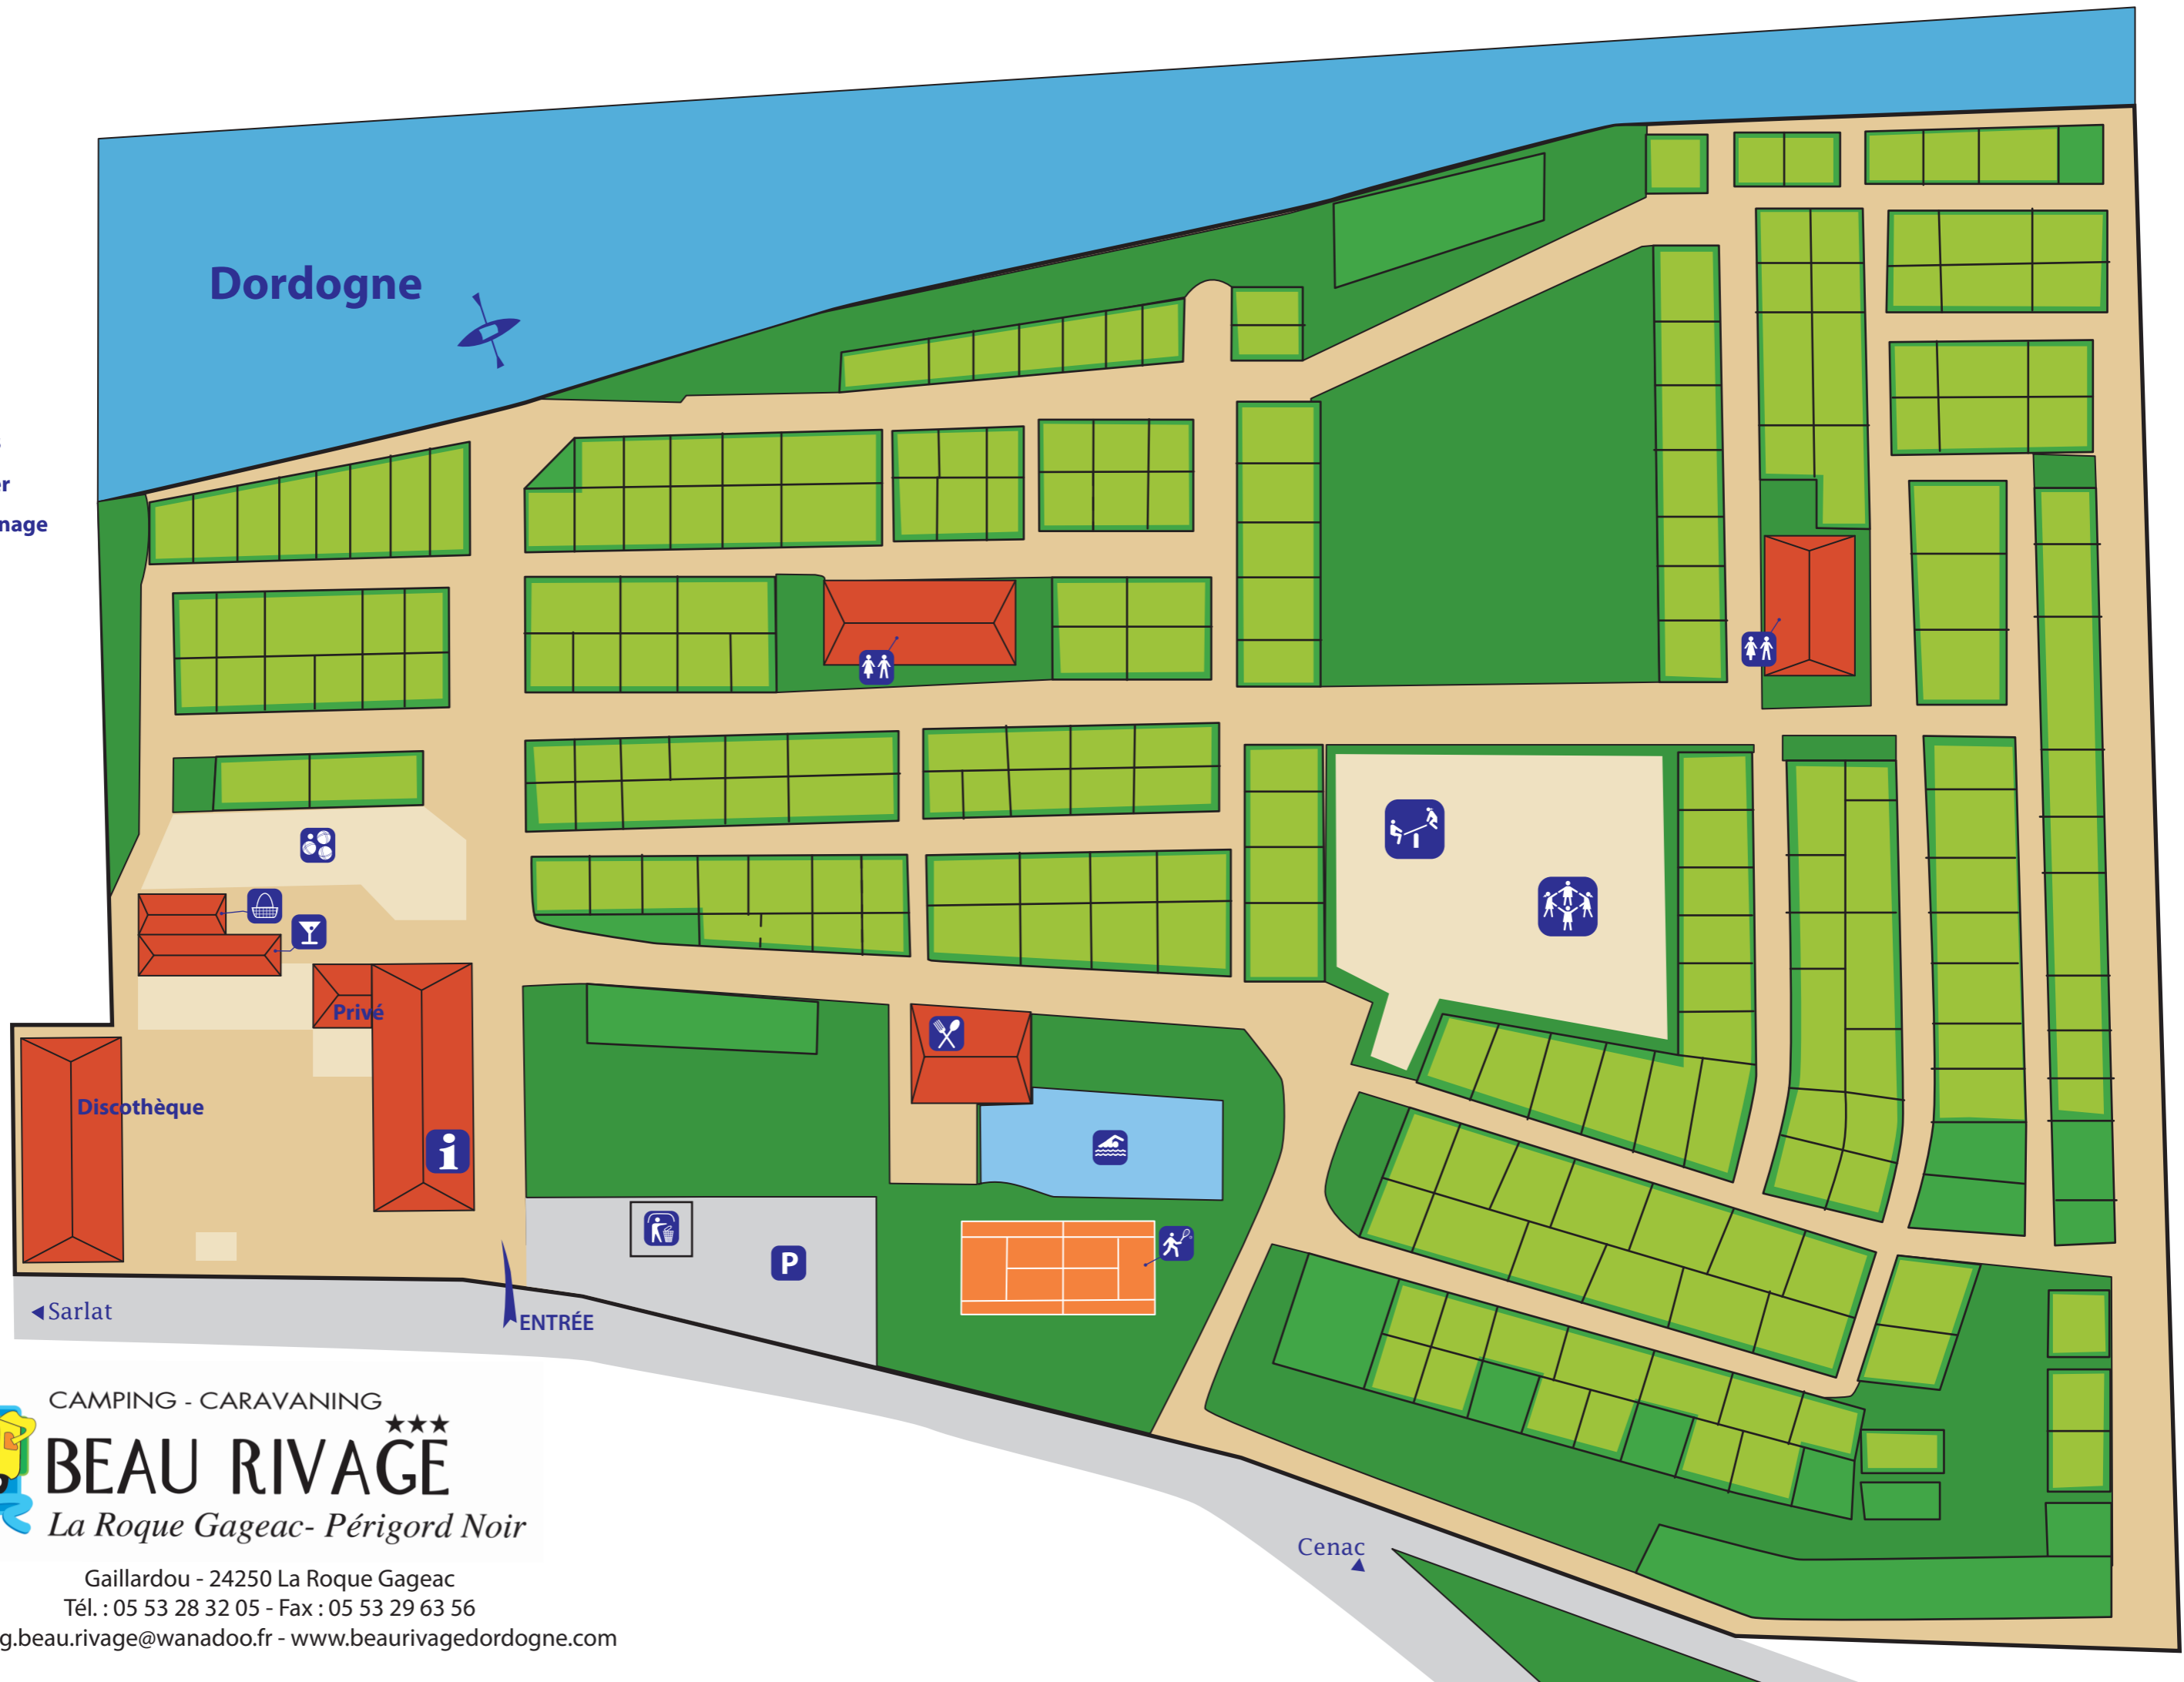 Dordogne
er
nage
Privé
Discothèque
i
P
Sarlat
ENTRÉE
Cenac
CAMPING - CARAVANING
BEAU RIVAGE
La Roque Gageac- Périgord Noir
Gaillardou - 24250 La Roque Gageac
Tél. : 05 53 28 32 05 - Fax : 05 53 29 63 56
g.beau.rivage@wanadoo.fr - www.beaurivagedordogne.com